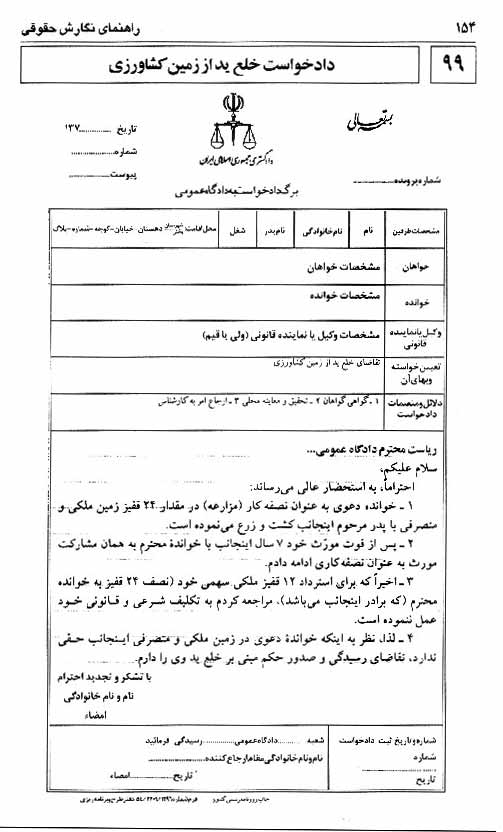 ۱۵۴
راهنمای نگارش حقوقی
۹۹
دادخواست خلع ید از زمین کشاورزی
بسمه تعالی
دادگستری جمهوری اسلامی ایران
تاریخ ............۱۳۷
شماره....................
پیوست....................
شماره پرونده....................
برگ دادخواست به دادگاه عمومی
مشخصات طرفین
نام
نام خانوادگی
نام پدر
شغل
محل اقامت شهرستان بخش دهستان - خیابان - کوچه - شماره - پلاک
خواهان
مشخصات خواهان
خوانده
مشخصات خوانده
وکیل یا نماینده قانونی
مشخصات وکیل یا نماینده قانونی (ولی یا قیم)
تعیین خواسته وبهای آن
تقاضای خلع ید از زمین کشاورزی
دلائل و منضمات دادخواست
۱ ـ گواهی گواهان ۲ ـ تحقیق و معاینه محلی ۳ ـ ارجاع امر به کارشناس
ریاست محترم دادگاه عمومی...
سلام علیکم،
احتراماً، به استحضار عالی می‌رساند:
۱ ـ خوانده دعوی به عنوان نصفه کار (مزارعه) در مقدار ۲۴ قفیز زمین ملکی و
متصرفی با پدر مرحوم اینجانب کشت و زرع می‌نموده است.
۲ ـ پس از فوت مورّث خود ۷ سال اینجانب با خواندهٔ محترم به همان مشارکت
مورث به عنوان نصفه‌کاری ادامه دادم.
۳ ـ اخیراً که برای استرداد ۱۲ قفیز ملکی سهمی خود (نصف ۲۴ قفیز به خوانده
محترم (که برادر اینجانب می‌باشد)، مراجعه کردم به تکلیف شرعی و قانونی خود
عمل ننموده است.
۴ ـ لذا، نظر به اینکه خواندهٔ دعوی در زمین ملکی و متصرفی اینجانب حقی
ندارد، تقاضای رسیدگی و صدور حکم مبنی بر خلع ید وی را دارم.
با تشکر و تجدید احترام
نام و نام خانوادگی
امضاء
شماره و تاریخ ثبت دادخواست
شماره
تاریخ
شعبه ..........دادگاه عمومی..............رسیدگی فرمائید
نام و نام خانوادگی مقام ارجاع کننده....................
تاریخ............ امضاء
چاپ روزنامه رسمی کشور